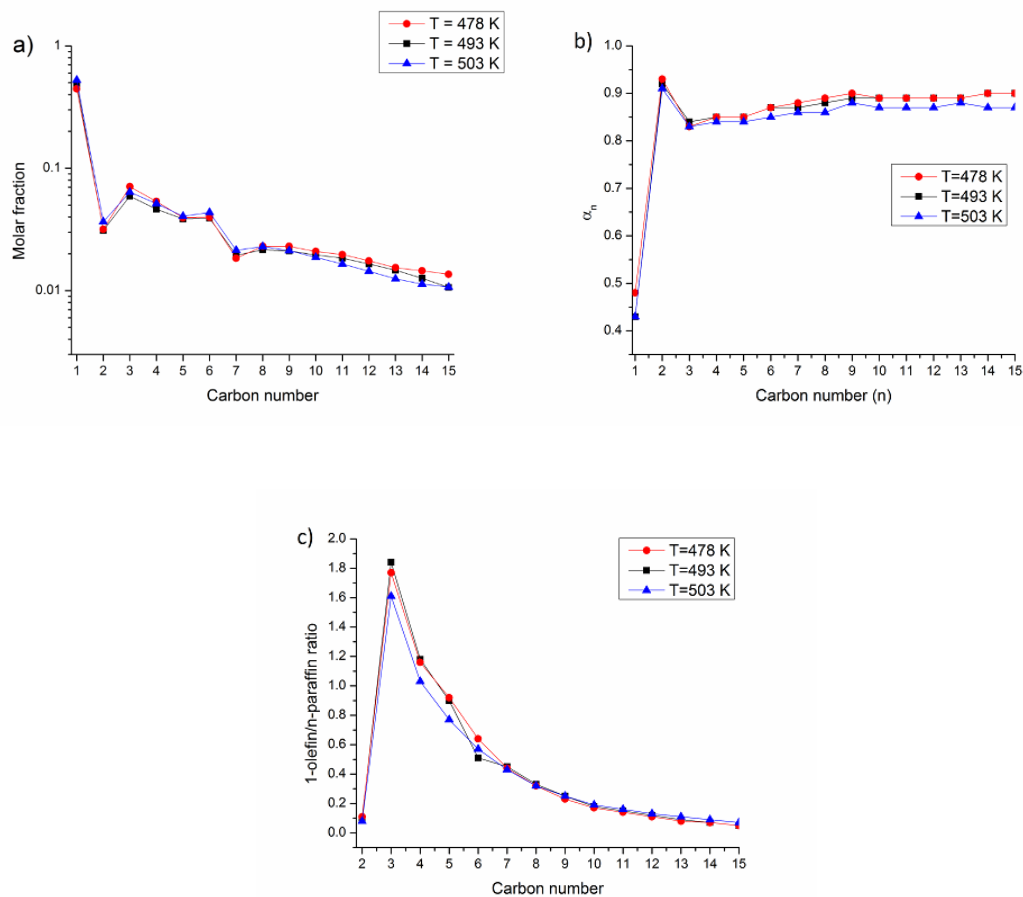 a)
T = 478 K
T = 493 K
T = 503 K
1
0.1
0.01
Molar fraction
1 2 3 4 5 6 7 8 9 10 11 12 13 14 15
Carbon number
b)
1.0
0.9
0.8
0.7
0.6
0.5
0.4
αn
T=478 K
T=493 K
T=503 K
1 2 3 4 5 6 7 8 9 10 11 12 13 14 15
Carbon number (n)
c)
2.0
1.8
1.6
1.4
1.2
1.0
0.8
0.6
0.4
0.2
0.0
1-olefin/n-paraffin ratio
T=478 K
T=493 K
T=503 K
2 3 4 5 6 7 8 9 10 11 12 13 14 15
Carbon number